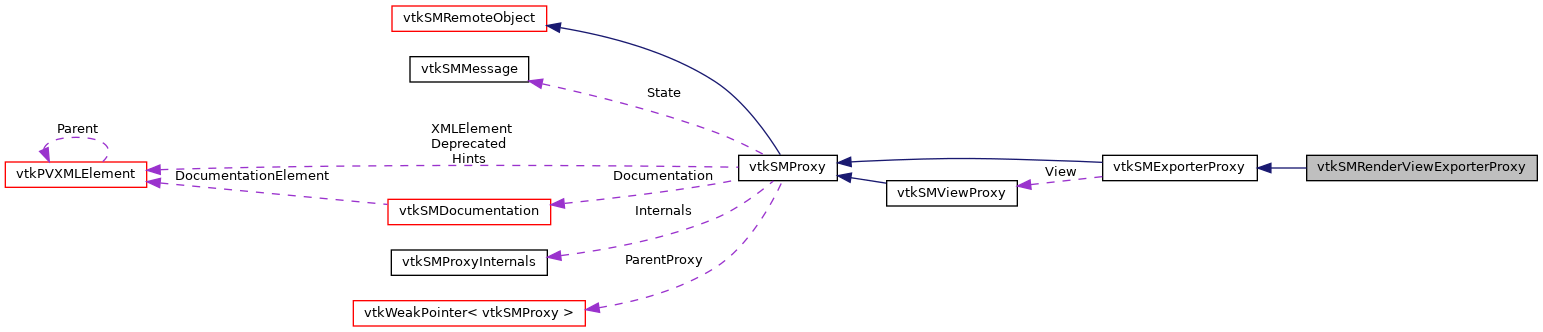 vtkSMRemoteObject
vtkSMMessage
State
Parent
XMLElement
Deprecated
Hints
vtkSMProxy
vtkSMExporterProxy
vtkSMRenderViewExporterProxy
vtkPVXMLElement
DocumentationElement
Documentation
View
vtkSMViewProxy
vtkSMDocumentation
Internals
vtkSMProxyInternals
ParentProxy
vtkWeakPointer< vtkSMProxy >